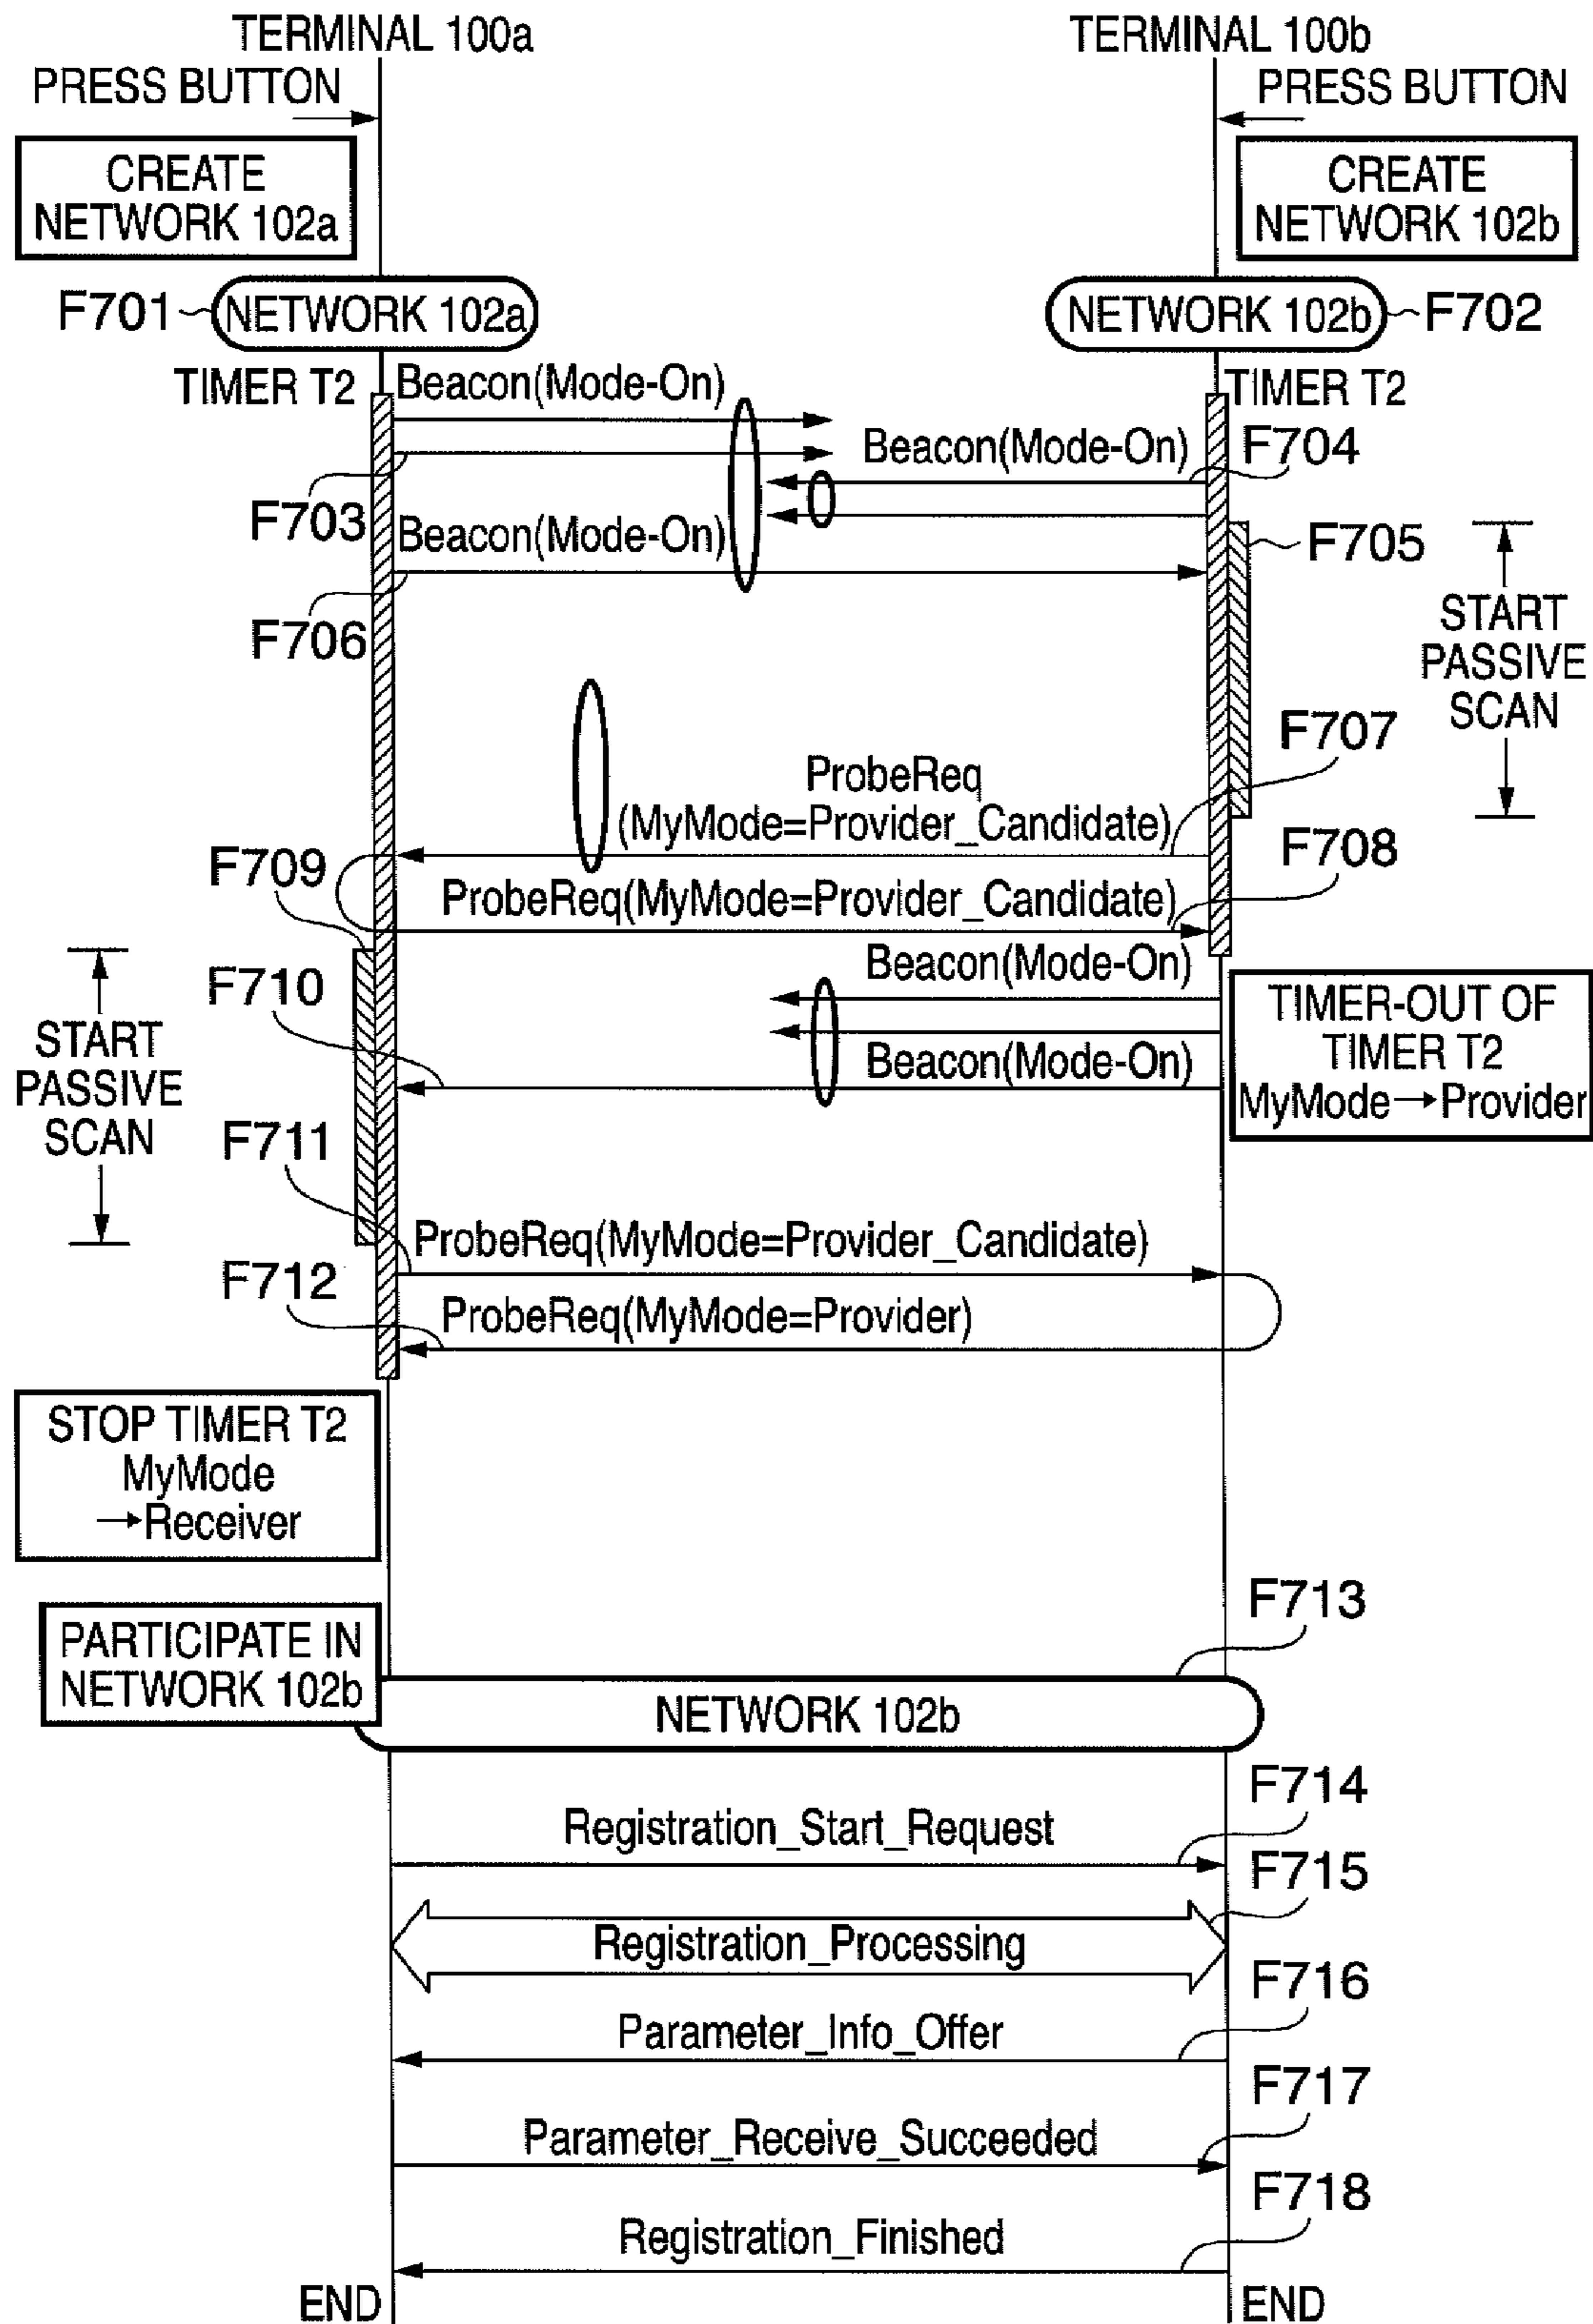 TERMINAL 100a
TERMINAL 100b
PRESS BUTTON
PRESS BUTTON
CREATE
NETWORK 102a
CREATE
NETWORK 102b
F701
NETWORK 102a
NETWORK 102b
F702
TIMER T2
Beacon(Mode-On)
TIMER T2
Beacon(Mode-On)
F704
F703
Beacon(Mode-On)
F705
F706
START
PASSIVE
SCAN
F707
ProbeReq
(MyMode=Provider_Candidate)
F708
F709
ProbeReq(MyMode=Provider_Candidate)
Beacon(Mode-On)
F710
TIMER-OUT OF
TIMER T2
MyMode→Provider
START
PASSIVE
SCAN
Beacon(Mode-On)
F711
ProbeReq(MyMode=Provider_Candidate)
F712
ProbeReq(MyMode=Provider)
STOP TIMER T2
MyMode
→Receiver
F713
PARTICIPATE IN
NETWORK 102b
NETWORK 102b
F714
Registration_Start_Request
F715
Registration_Processing
F716
Parameter_Info_Offer
F717
Parameter_Receive_Succeeded
F718
Registration_Finished
END
END